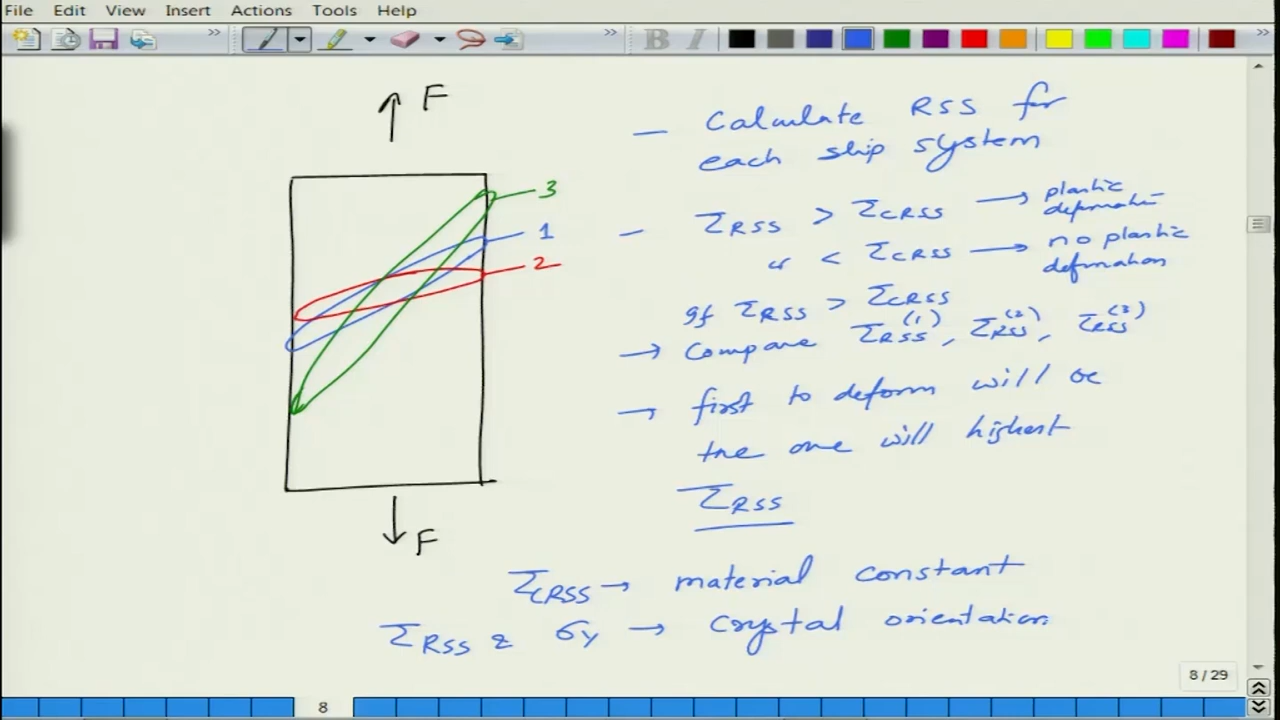 File Edit View Insert Actions Tools Help
B I
F
3
1
2
F
— Calculate RSS for
each slip system
— τRSS > τCRSS → plastic deformation
" < τCRSS → no plastic deformation
If τRSS > τCRSS
→ Compare τRSS(1), τRSS(2), τRSS(3)
→ first to deform will be
the one will highest
τRSS
τCRSS → material constant
τRSS & σy → crystal orientation
8 / 29
8